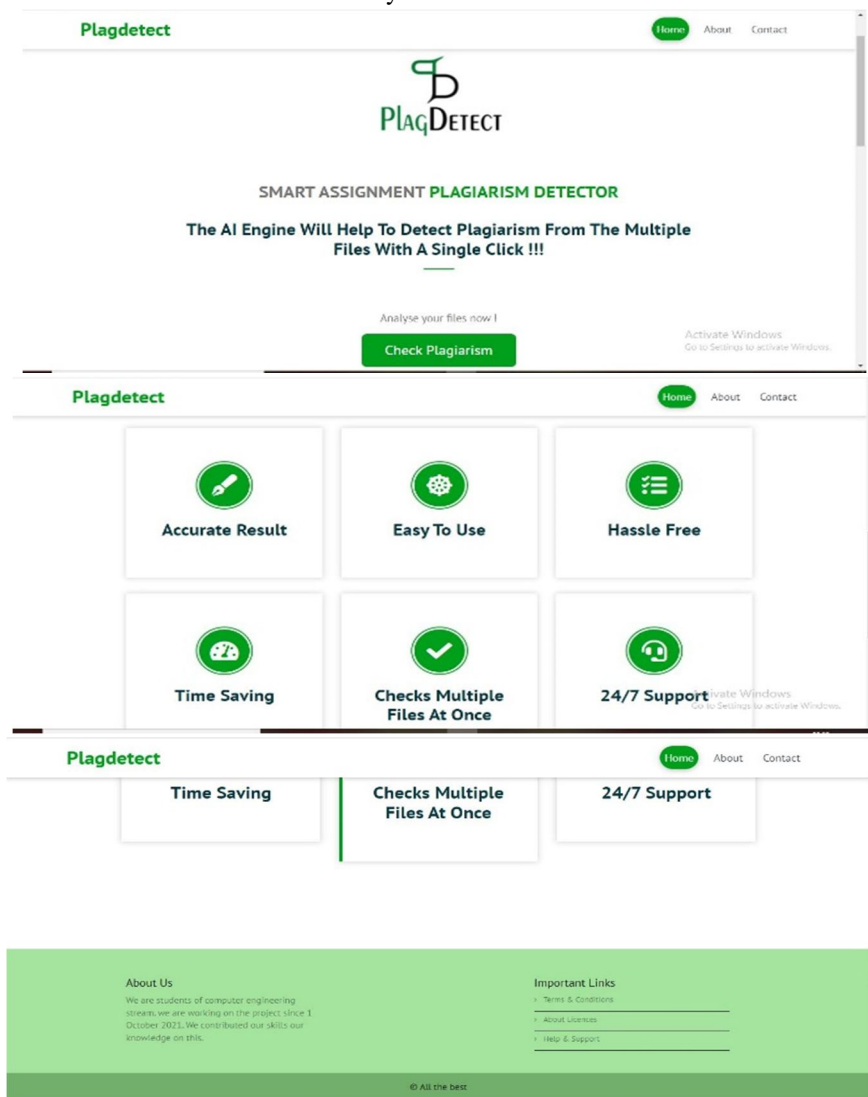 Plagdetect
Home About Contact
PLAGDETECT
SMART ASSIGNMENT PLAGIARISM DETECTOR
The AI Engine Will Help To Detect Plagiarism From The Multiple
Files With A Single Click !!!
Analyse your files now !
Check Plagiarism
Activate Windows
Go to Settings to activate Windows.
Plagdetect
Home About Contact
Accurate Result
Easy To Use
Hassle Free
Time Saving
Checks Multiple
Files At Once
24/7 Support
Activate Windows
Go to Settings to activate Windows.
Plagdetect
Home About Contact
Time Saving
Checks Multiple
Files At Once
24/7 Support
About Us
We are students of computer engineering
stream, we are working on the project since 1
October 2021. We contributed our skills our
knowledge on this.
Important Links
› Terms & Conditions
› About Licences
› Help & Support
© All the best